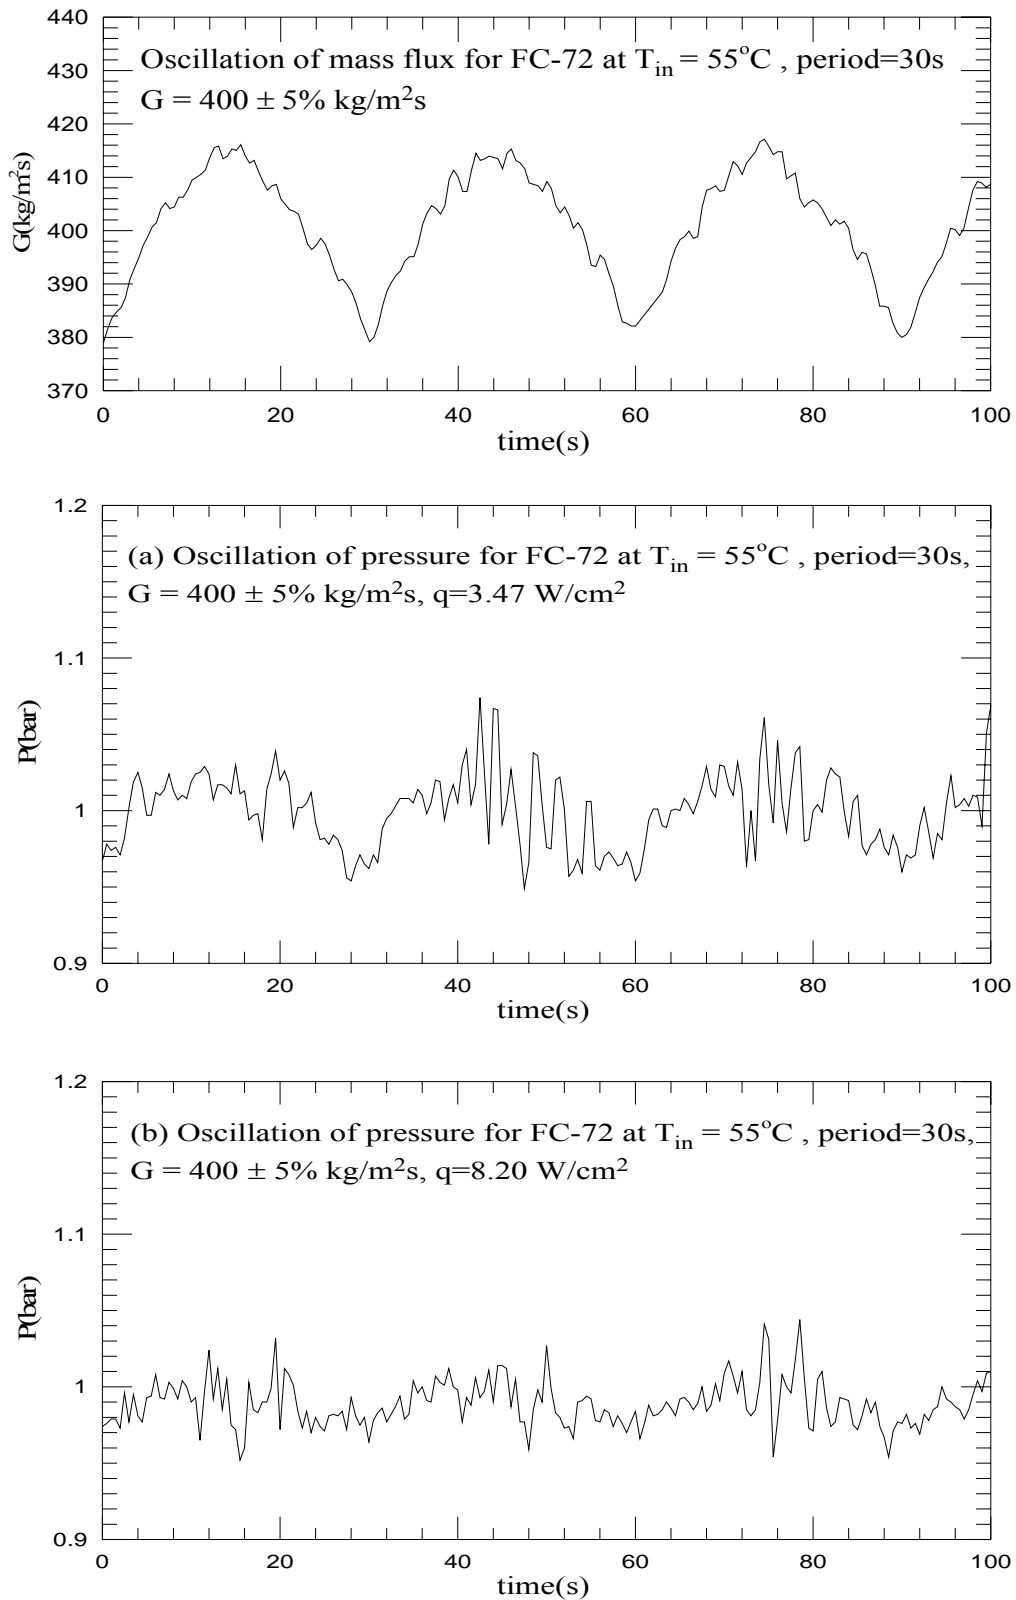 440
430
420
410
400
390
380
370
G(kg/m²s)
Oscillation of mass flux for FC-72 at Tin = 55°C , period=30s
G = 400 ± 5% kg/m²s
0 20 40 60 80 100
time(s)
1.2
1.1
1
0.9
P(bar)
(a) Oscillation of pressure for FC-72 at Tin = 55°C , period=30s,
G = 400 ± 5% kg/m²s, q=3.47 W/cm²
0 20 40 60 80 100
time(s)
1.2
1.1
1
0.9
P(bar)
(b) Oscillation of pressure for FC-72 at Tin = 55°C , period=30s,
G = 400 ± 5% kg/m²s, q=8.20 W/cm²
0 20 40 60 80 100
time(s)